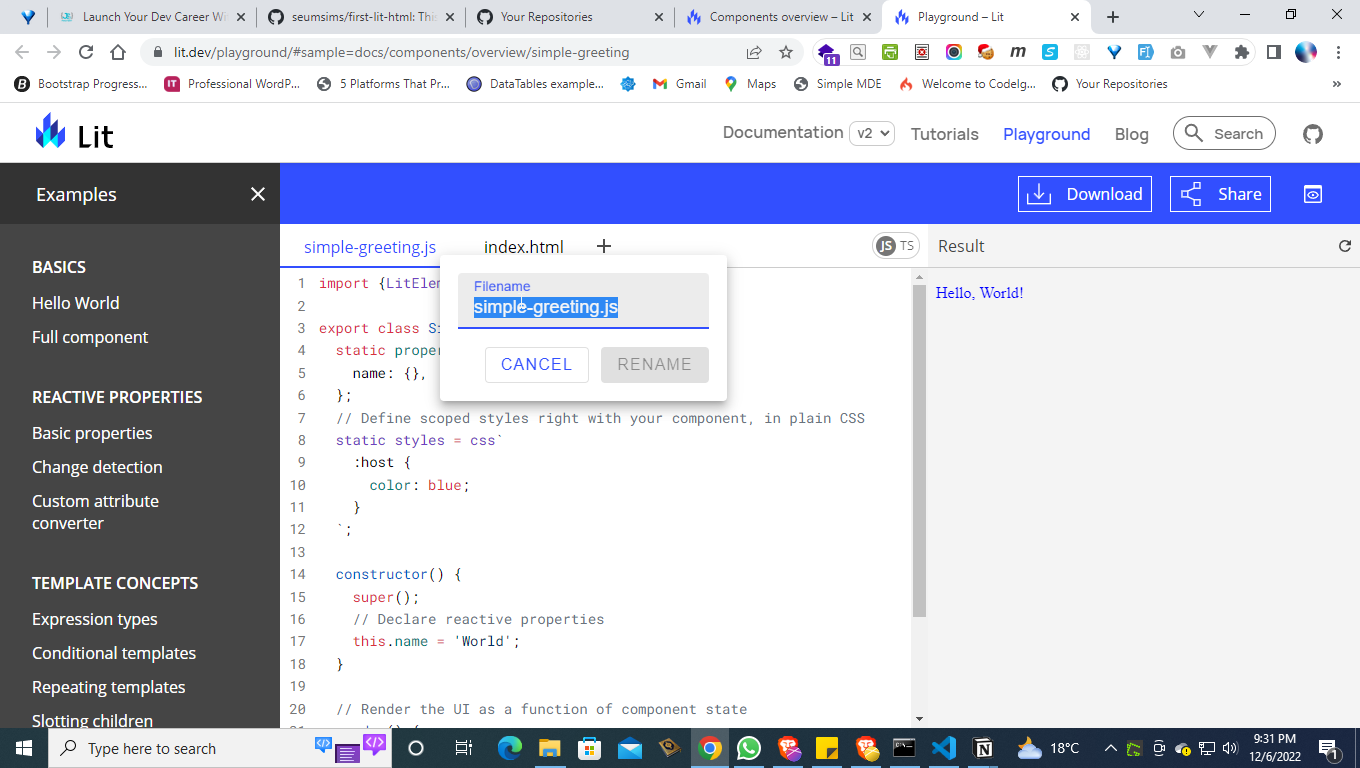 Launch Your Dev Career Wi
seumsims/first-lit-html: This
Your Repositories
Components overview – Lit
Playground – Lit
lit.dev/playground/#sample=docs/components/overview/simple-greeting
11
Bootstrap Progress...
Professional WordP...
5 Platforms That Pr...
DataTables example...
Gmail
Maps
Simple MDE
Welcome to CodeIg...
Your Repositories
Lit
Documentation
v2
Tutorials
Playground
Blog
Search
Examples
Download
Share
BASICS
Hello World
Full component
REACTIVE PROPERTIES
Basic properties
Change detection
Custom attribute
converter
TEMPLATE CONCEPTS
Expression types
Conditional templates
Repeating templates
Slotting children
simple-greeting.js
index.html
JS TS
Result
Filename
simple-greeting.js
CANCEL
RENAME
1 import {LitElem
2
3 export class Si
4 static proper
5 name: {},
6 };
7 // Define scoped styles right with your component, in plain CSS
8 static styles = css`
9 :host {
10 color: blue;
11 }
12 `;
13
14 constructor() {
15 super();
16 // Declare reactive properties
17 this.name = 'World';
18 }
19
20 // Render the UI as a function of component state
Hello, World!
Type here to search
18°C
9:31 PM
12/6/2022
1